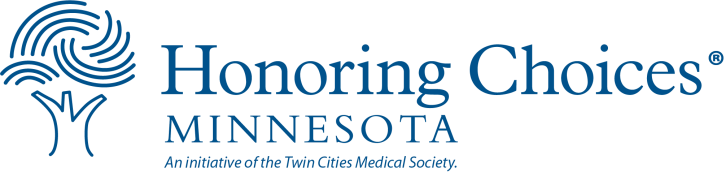 Honoring Choices®
MINNESOTA
An initiative of the Twin Cities Medical Society.